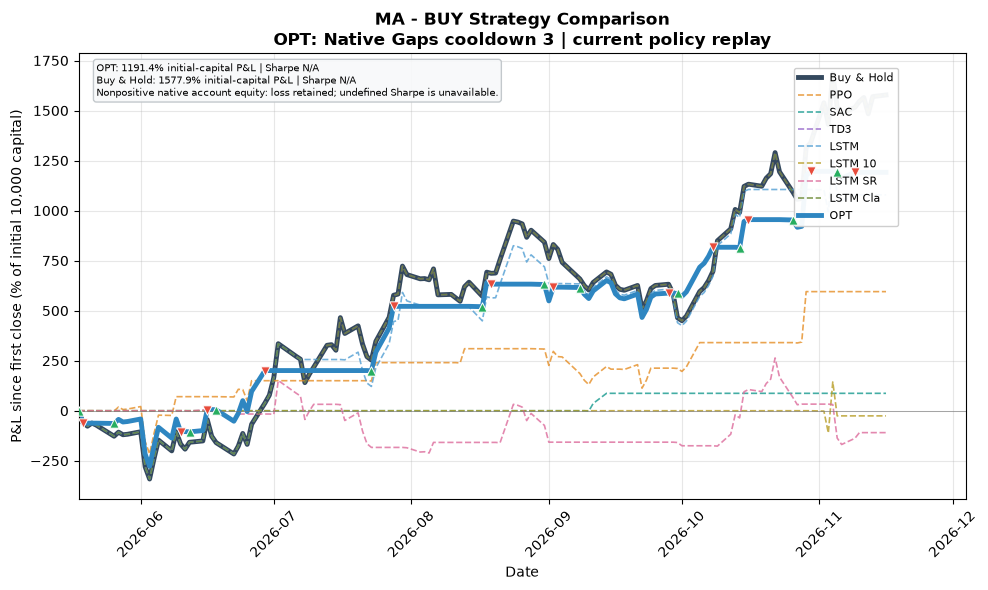 MA - BUY Strategy Comparison
OPT: Native Gaps cooldown 3 | current policy replay
OPT: 1191.4% initial-capital P&L | Sharpe N/A
Buy & Hold: 1577.9% initial-capital P&L | Sharpe N/A
Nonpositive native account equity: loss retained; undefined Sharpe is unavailable.
Buy & Hold
PPO
SAC
TD3
LSTM
LSTM 10
LSTM SR
LSTM Cla
OPT
P&L since first close (% of initial 10,000 capital)
1750
1500
1250
1000
750
500
250
0
−250
2026-06
2026-07
2026-08
2026-09
2026-10
2026-11
2026-12
Date